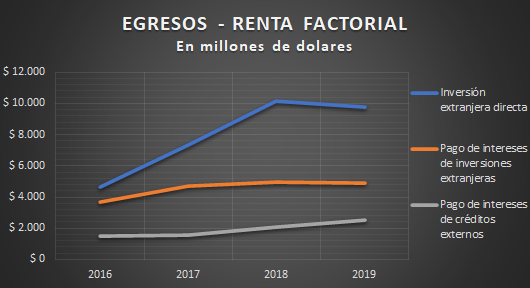 EGRESOS - RENTA FACTORIAL
En millones de dolares
$ 12.000
$ 10.000
$ 8.000
$ 6.000
$ 4.000
$ 2.000
$ 0
2016 2017 2018 2019
Inversión
extranjera directa
Pago de intereses
de inversiones
extranjeras
Pago de intereses
de créditos
externos